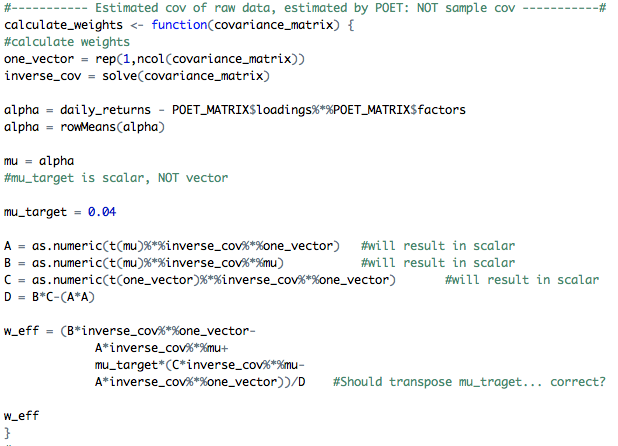 #----------- Estimated cov of raw data, estimated by POET: NOT sample cov -----------#
calculate_weights <- function(covariance_matrix) {
#calculate weights
one_vector = rep(1,ncol(covariance_matrix))
inverse_cov = solve(covariance_matrix)
alpha = daily_returns - POET_MATRIX$loadings%*%POET_MATRIX$factors
alpha = rowMeans(alpha)
mu = alpha
#mu_target is scalar, NOT vector
mu_target = 0.04
A = as.numeric(t(mu)%*%inverse_cov%*%one_vector)   #will result in scalar
B = as.numeric(t(mu)%*%inverse_cov%*%mu)           #will result in scalar
C = as.numeric(t(one_vector)%*%inverse_cov%*%one_vector)       #will result in scalar
D = B*C-(A*A)
w_eff = (B*inverse_cov%*%one_vector-
A*inverse_cov%*%mu+
mu_target*(C*inverse_cov%*%mu-
A*inverse_cov%*%one_vector))/D    #Should transpose mu_traget... correct?
w_eff
}